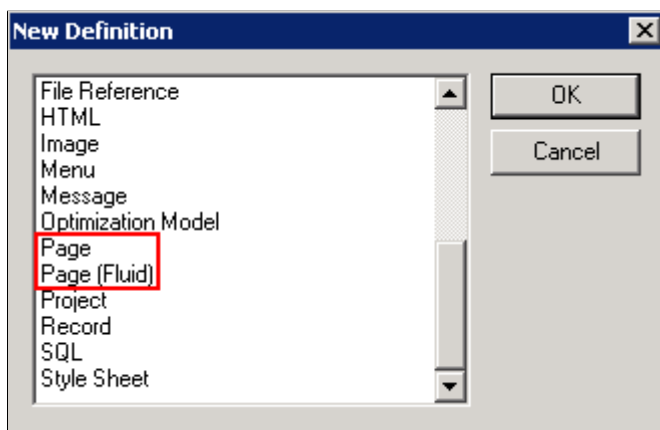 New Definition
File Reference
HTML
Image
Menu
Message
Optimization Model
Page
Page (Fluid)
Project
Record
SQL
Style Sheet
OK
Cancel